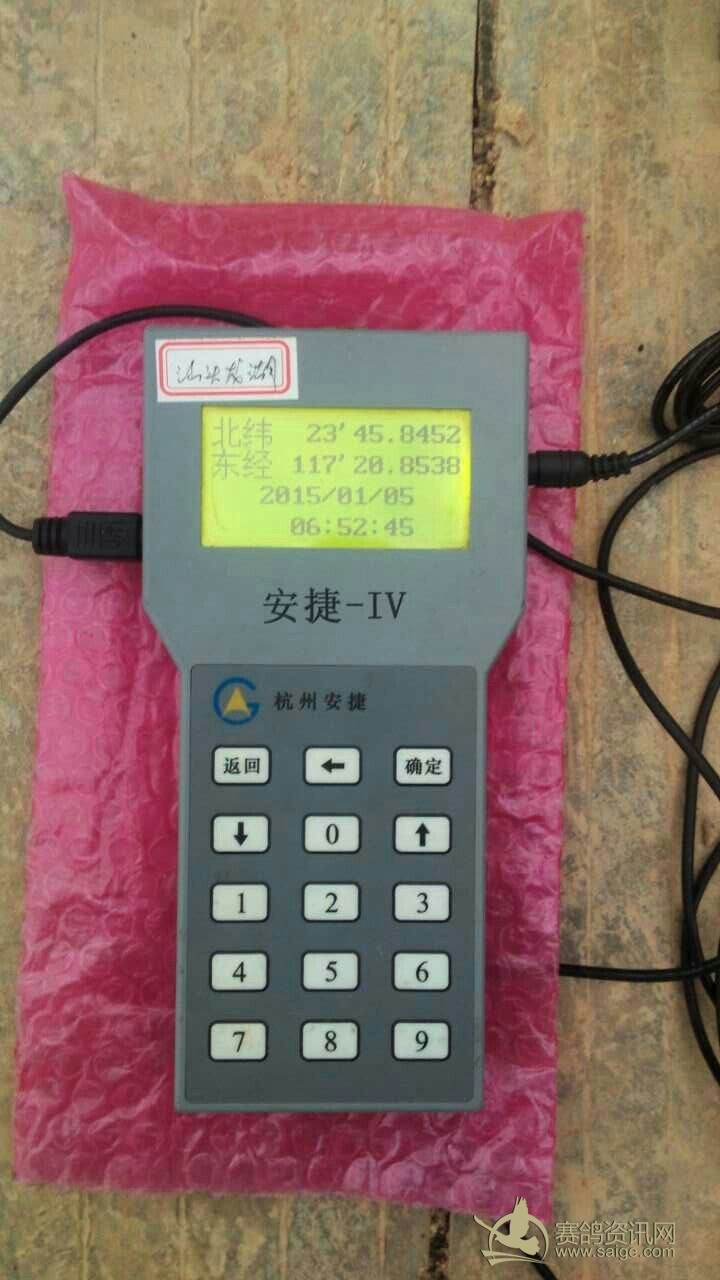 汕头龙湖
北纬 23'45.8452
东经 117'20.8538
2015/01/05
06:52:45
安捷-IV
杭州安捷
返回 ← 确定
↓ 0 ↑
1 2 3
4 5 6
7 8 9
赛鸽资讯网
www.saige.com